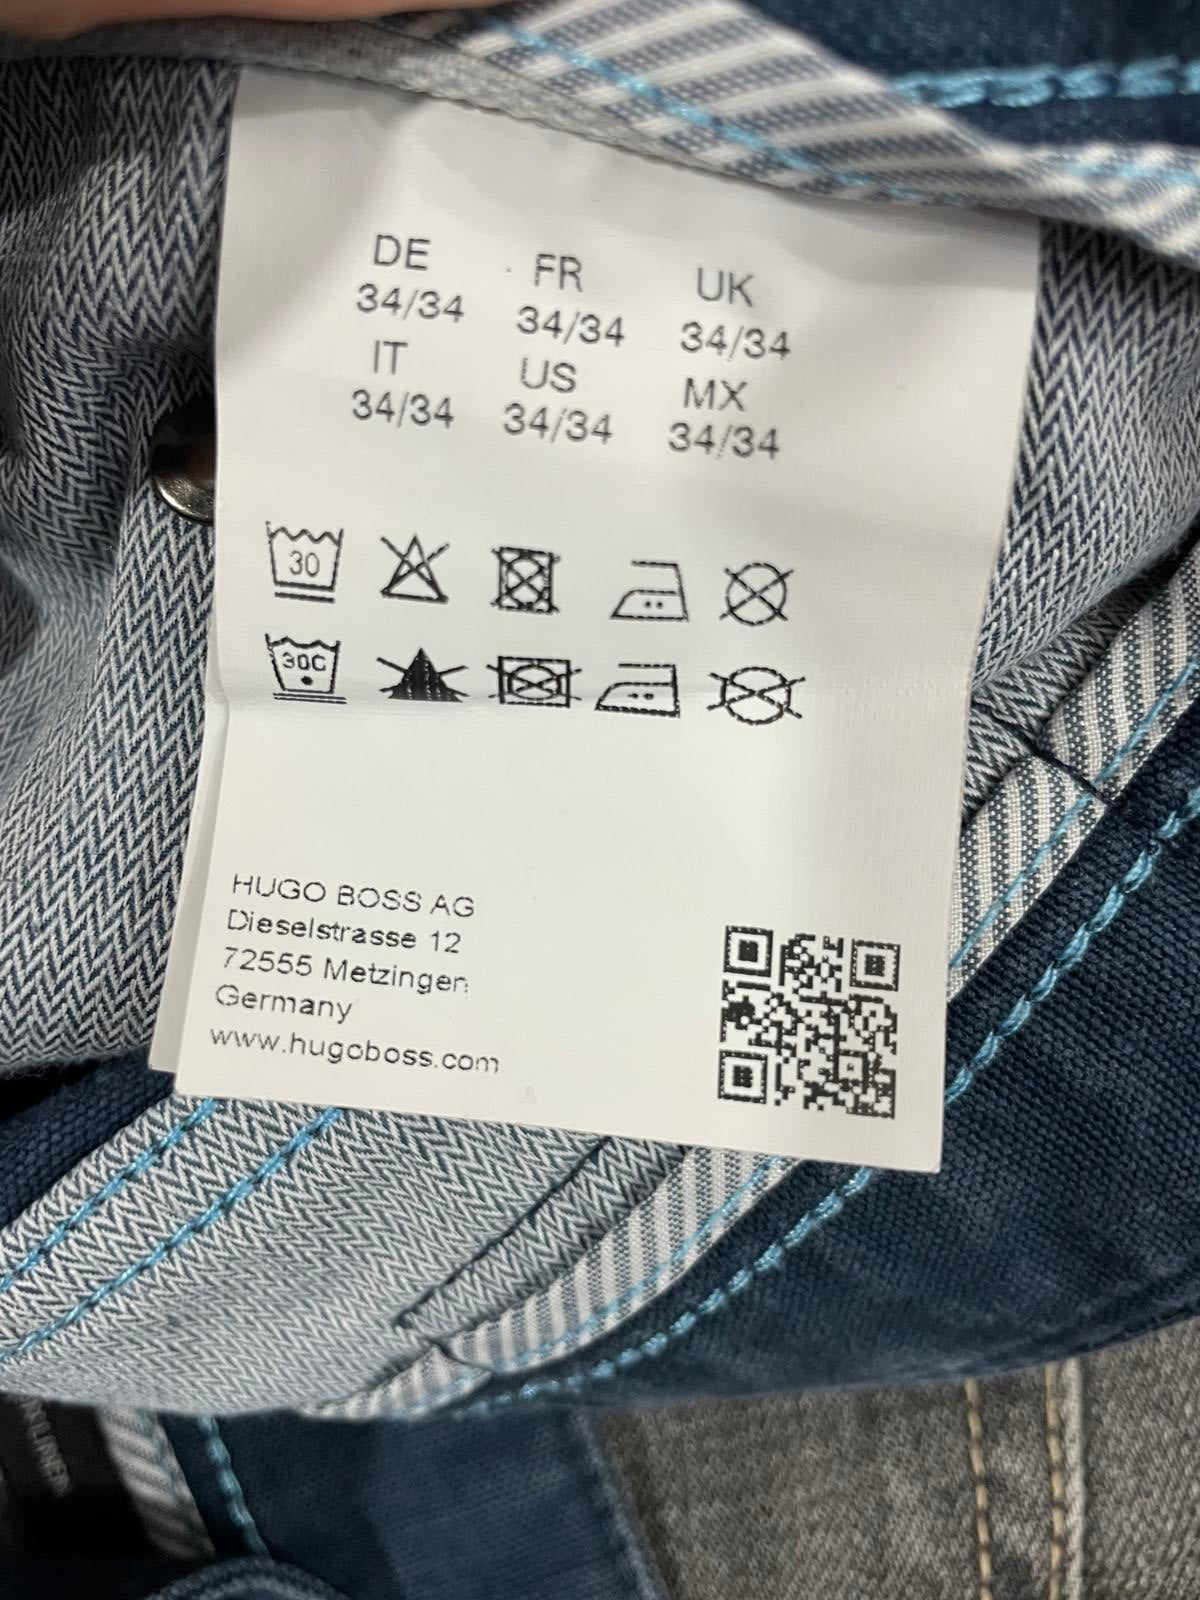 DE FR UK
34/34 34/34 34/34
IT US MX
34/34 34/34 34/34
30
30C
HUGO BOSS AG
Dieselstrasse 12
72555 Metzingen
Germany
www.hugoboss.com